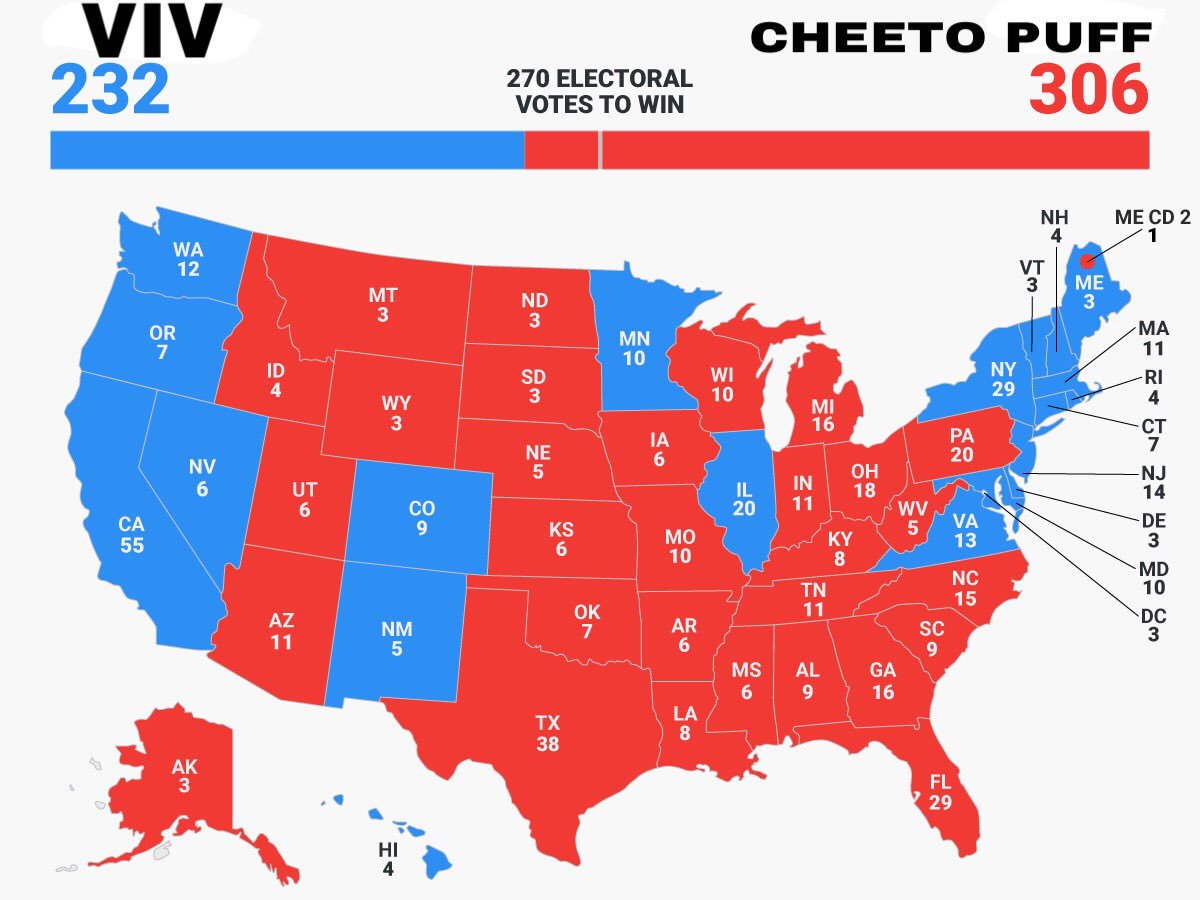 VIV
232
270 ELECTORAL
VOTES TO WIN
CHEETO PUFF
306
NH
4
ME CD 2
1
VT
3
ME
3
WA
12
MT
3
ND
3
MN
10
OR
7
ID
4
SD
3
WI
10
MI
16
NY
29
MA
11
RI
4
CT
7
WY
3
NV
6
UT
6
NE
5
IA
6
PA
20
NJ
14
CA
55
CO
9
KS
6
MO
10
IL
20
IN
11
OH
18
WV
5
VA
13
DE
3
MD
10
DC
3
KY
8
NC
15
TN
11
AZ
11
NM
5
OK
7
AR
6
SC
9
MS
6
AL
9
GA
16
TX
38
LA
8
FL
29
AK
3
HI
4